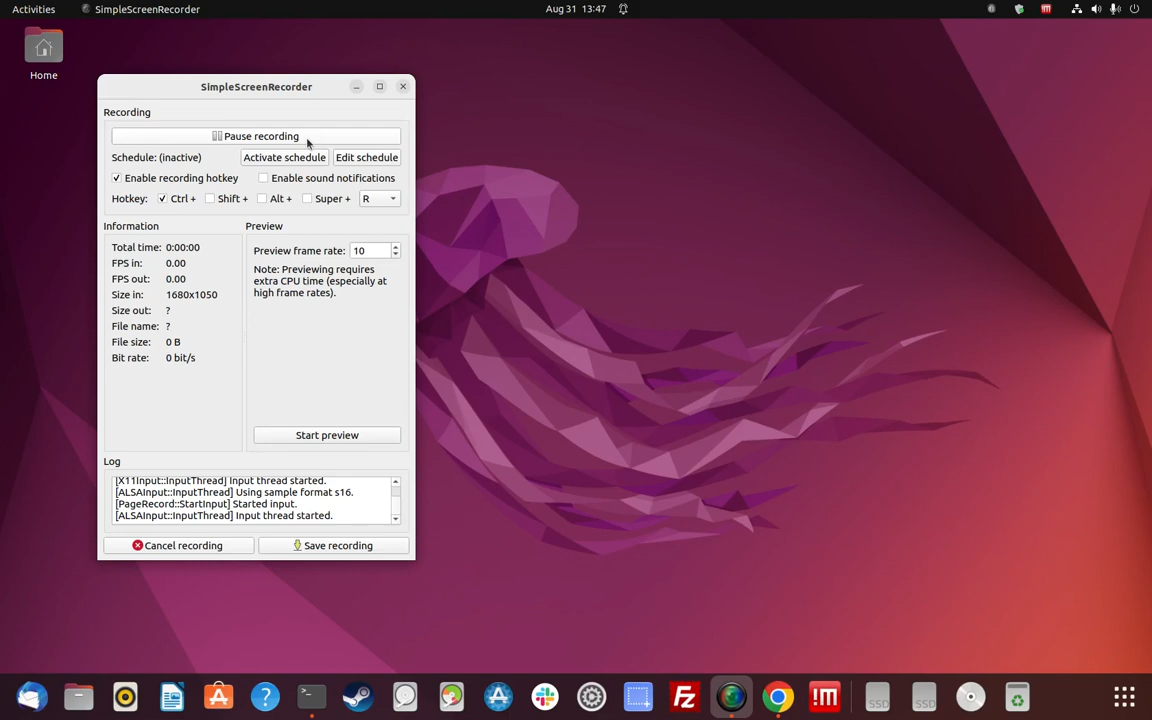 Activities SimpleScreenRecorder Aug 31 13:47
Home
SimpleScreenRecorder
Recording
Pause recording
Schedule: (inactive) Activate schedule Edit schedule
Enable recording hotkey Enable sound notifications
Hotkey: Ctrl + Shift + Alt + Super + R
Information
Total time: 0:00:00
FPS in: 0.00
FPS out: 0.00
Size in: 1680x1050
Size out: ?
File name: ?
File size: 0 B
Bit rate: 0 bit/s
Preview
Preview frame rate: 10
Note: Previewing requires
extra CPU time (especially at
high frame rates).
Start preview
Log
[X11Input::InputThread] Input thread started.
[ALSAInput::InputThread] Using sample format s16.
[PageRecord::StartInput] Started input.
[ALSAInput::InputThread] Input thread started.
Cancel recording Save recording
SSD SSD